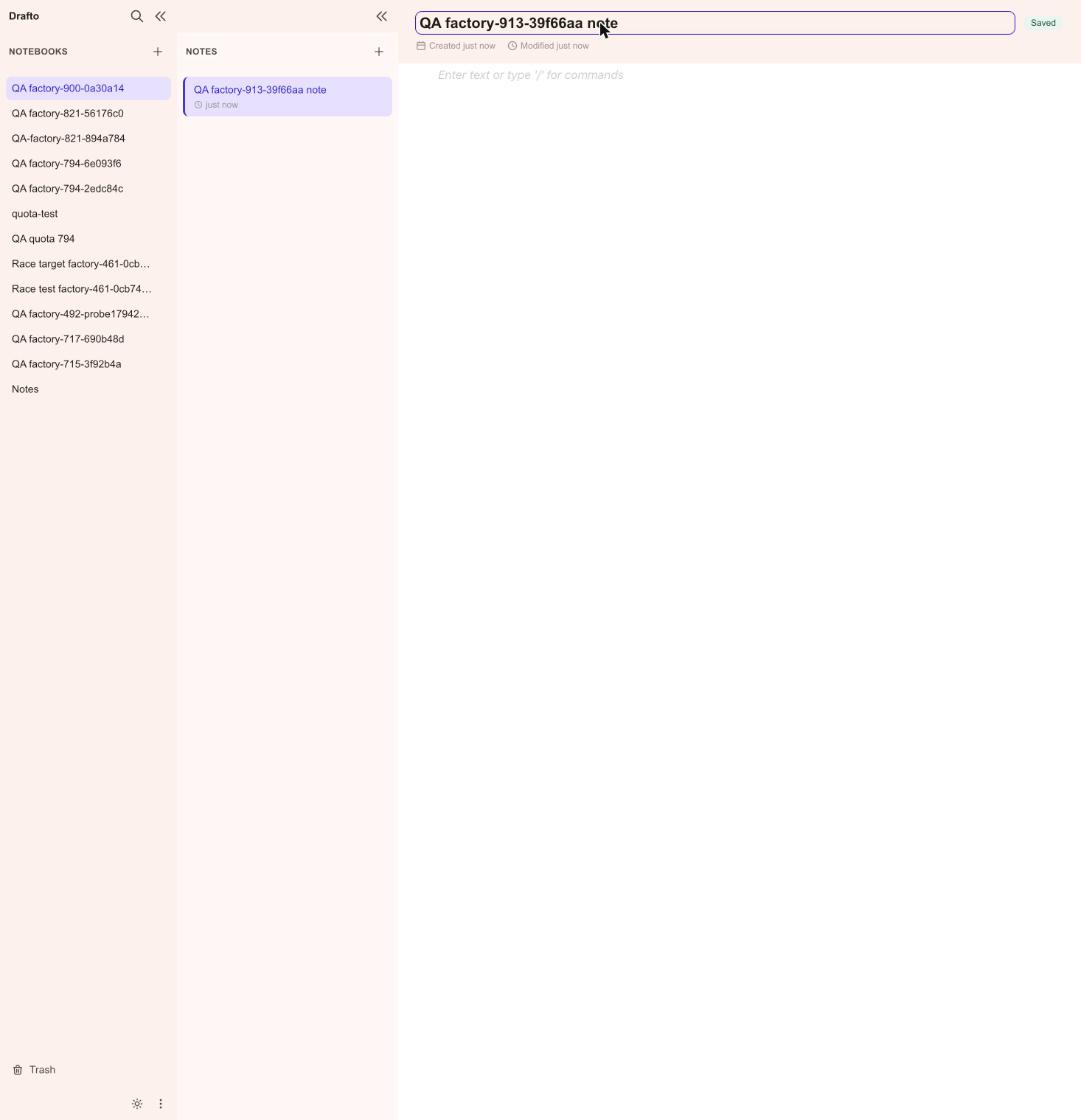 Drafto
NOTEBOOKS
QA factory-900-0a30a14
QA factory-821-56176c0
QA-factory-821-894a784
QA factory-794-6e093f6
QA factory-794-2edc84c
quota-test
QA quota 794
Race target factory-461-0cb...
Race test factory-461-0cb74...
QA factory-492-probe17942...
QA factory-717-690b48d
QA factory-715-3f92b4a
Notes
Trash
NOTES
QA factory-913-39f66aa note
just now
QA factory-913-39f66aa note
Saved
Created just now
Modified just now
Enter text or type '/' for commands